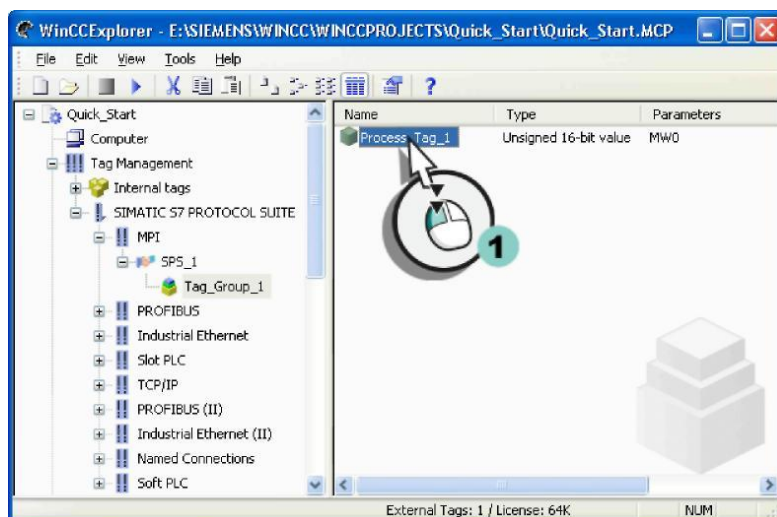 WinCCExplorer - E:\SIEMENS\WINCC\WINCCPROJECTS\Quick_Start\Quick_Start.MCP
File Edit View Tools Help
Quick_Start
Computer
Tag Management
Internal tags
SIMATIC S7 PROTOCOL SUITE
MPI
SPS_1
Tag_Group_1
PROFIBUS
Industrial Ethernet
Slot PLC
TCP/IP
PROFIBUS (II)
Industrial Ethernet (II)
Named Connections
Soft PLC
Name Type Parameters
Process_Tag_1 Unsigned 16-bit value MW0
1
External Tags: 1 / License: 64K NUM